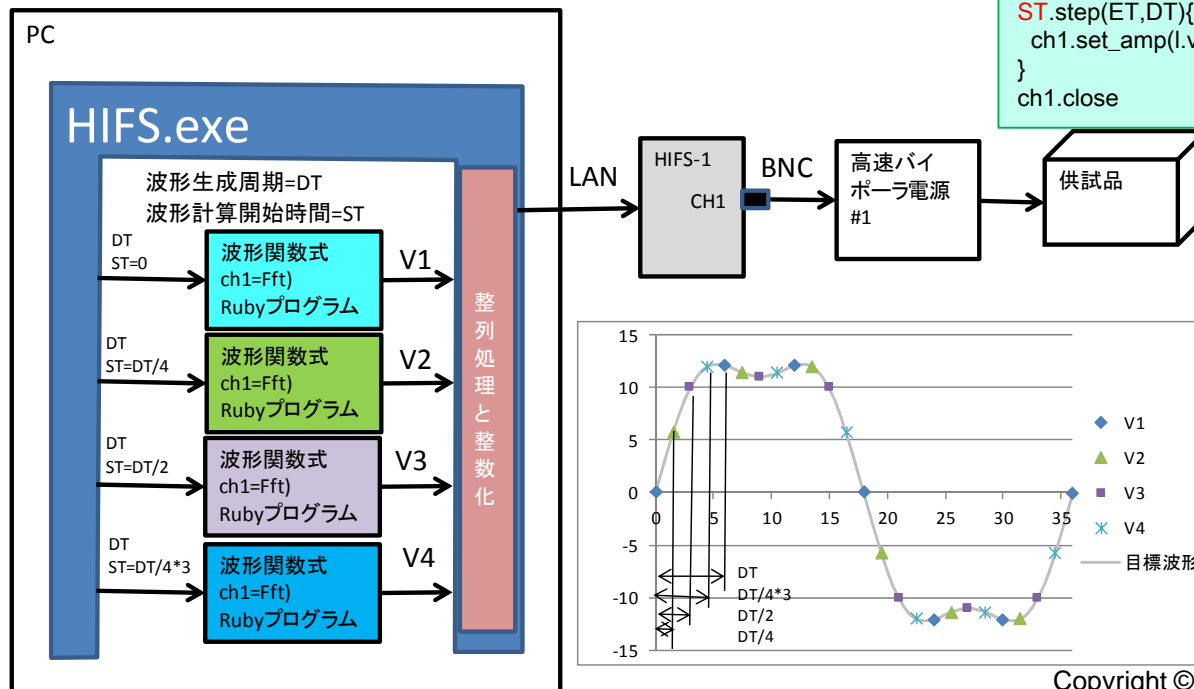 PC
HIFS.exe
波形生成周期=DT
波形計算開始時間=ST
DT
ST=0
波形関数式
ch1=Fft)
Rubyプログラム
V1
DT
ST=DT/4
波形関数式
ch1=Fft)
Rubyプログラム
V2
DT
ST=DT/2
波形関数式
ch1=Fft)
Rubyプログラム
V3
DT
ST=DT/4*3
波形関数式
ch1=Fft)
Rubyプログラム
V4
整列処理と整数化
LAN
HIFS-1
CH1
BNC
高速バイ
ポーラ電源
#1
供試品
ST.step(ET,DT){
ch1.set_amp(I.v
}
ch1.close
15
10
5
0
-5
-10
-15
0 5 10 15 20 25 30 35
DT
DT/4*3
DT/2
DT/4
V1
V2
V3
V4
目標波形
Copyright ©